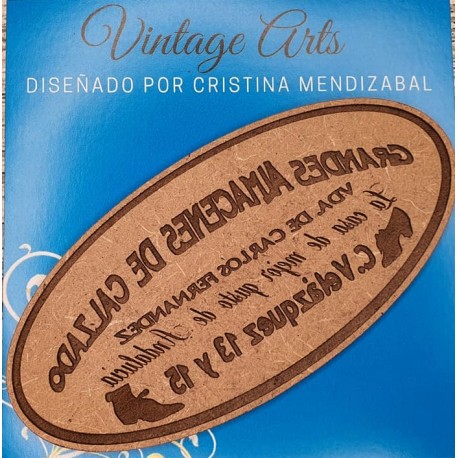 Vintage Arts
DISEÑADO POR CRISTINA MENDIZABAL
GRANDES ALMACENES DE CALZADO
VDA. DE CARLOS FERNANDEZ
La casa de mejor gusto de Andalucia
C. Velázquez 13 y 15